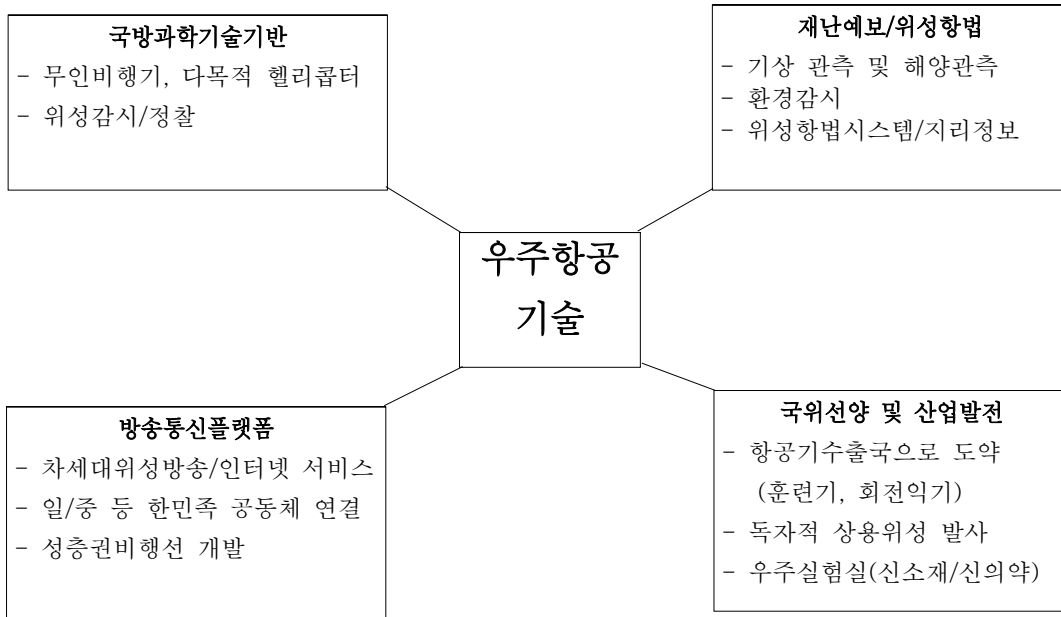 국방과학기술기반
- 무인비행기, 다목적 헬리콥터
- 위성감시/정찰
재난예보/위성항법
- 기상 관측 및 해양관측
- 환경감시
- 위성항법시스템/지리정보
우주항공
기술
방송통신플랫폼
- 차세대위성방송/인터넷 서비스
- 일/중 등 한민족 공동체 연결
- 성층권비행선 개발
국위선양 및 산업발전
- 항공기수출국으로 도약
(훈련기, 회전익기)
- 독자적 상용위성 발사
- 우주실험실(신소재/신의약)